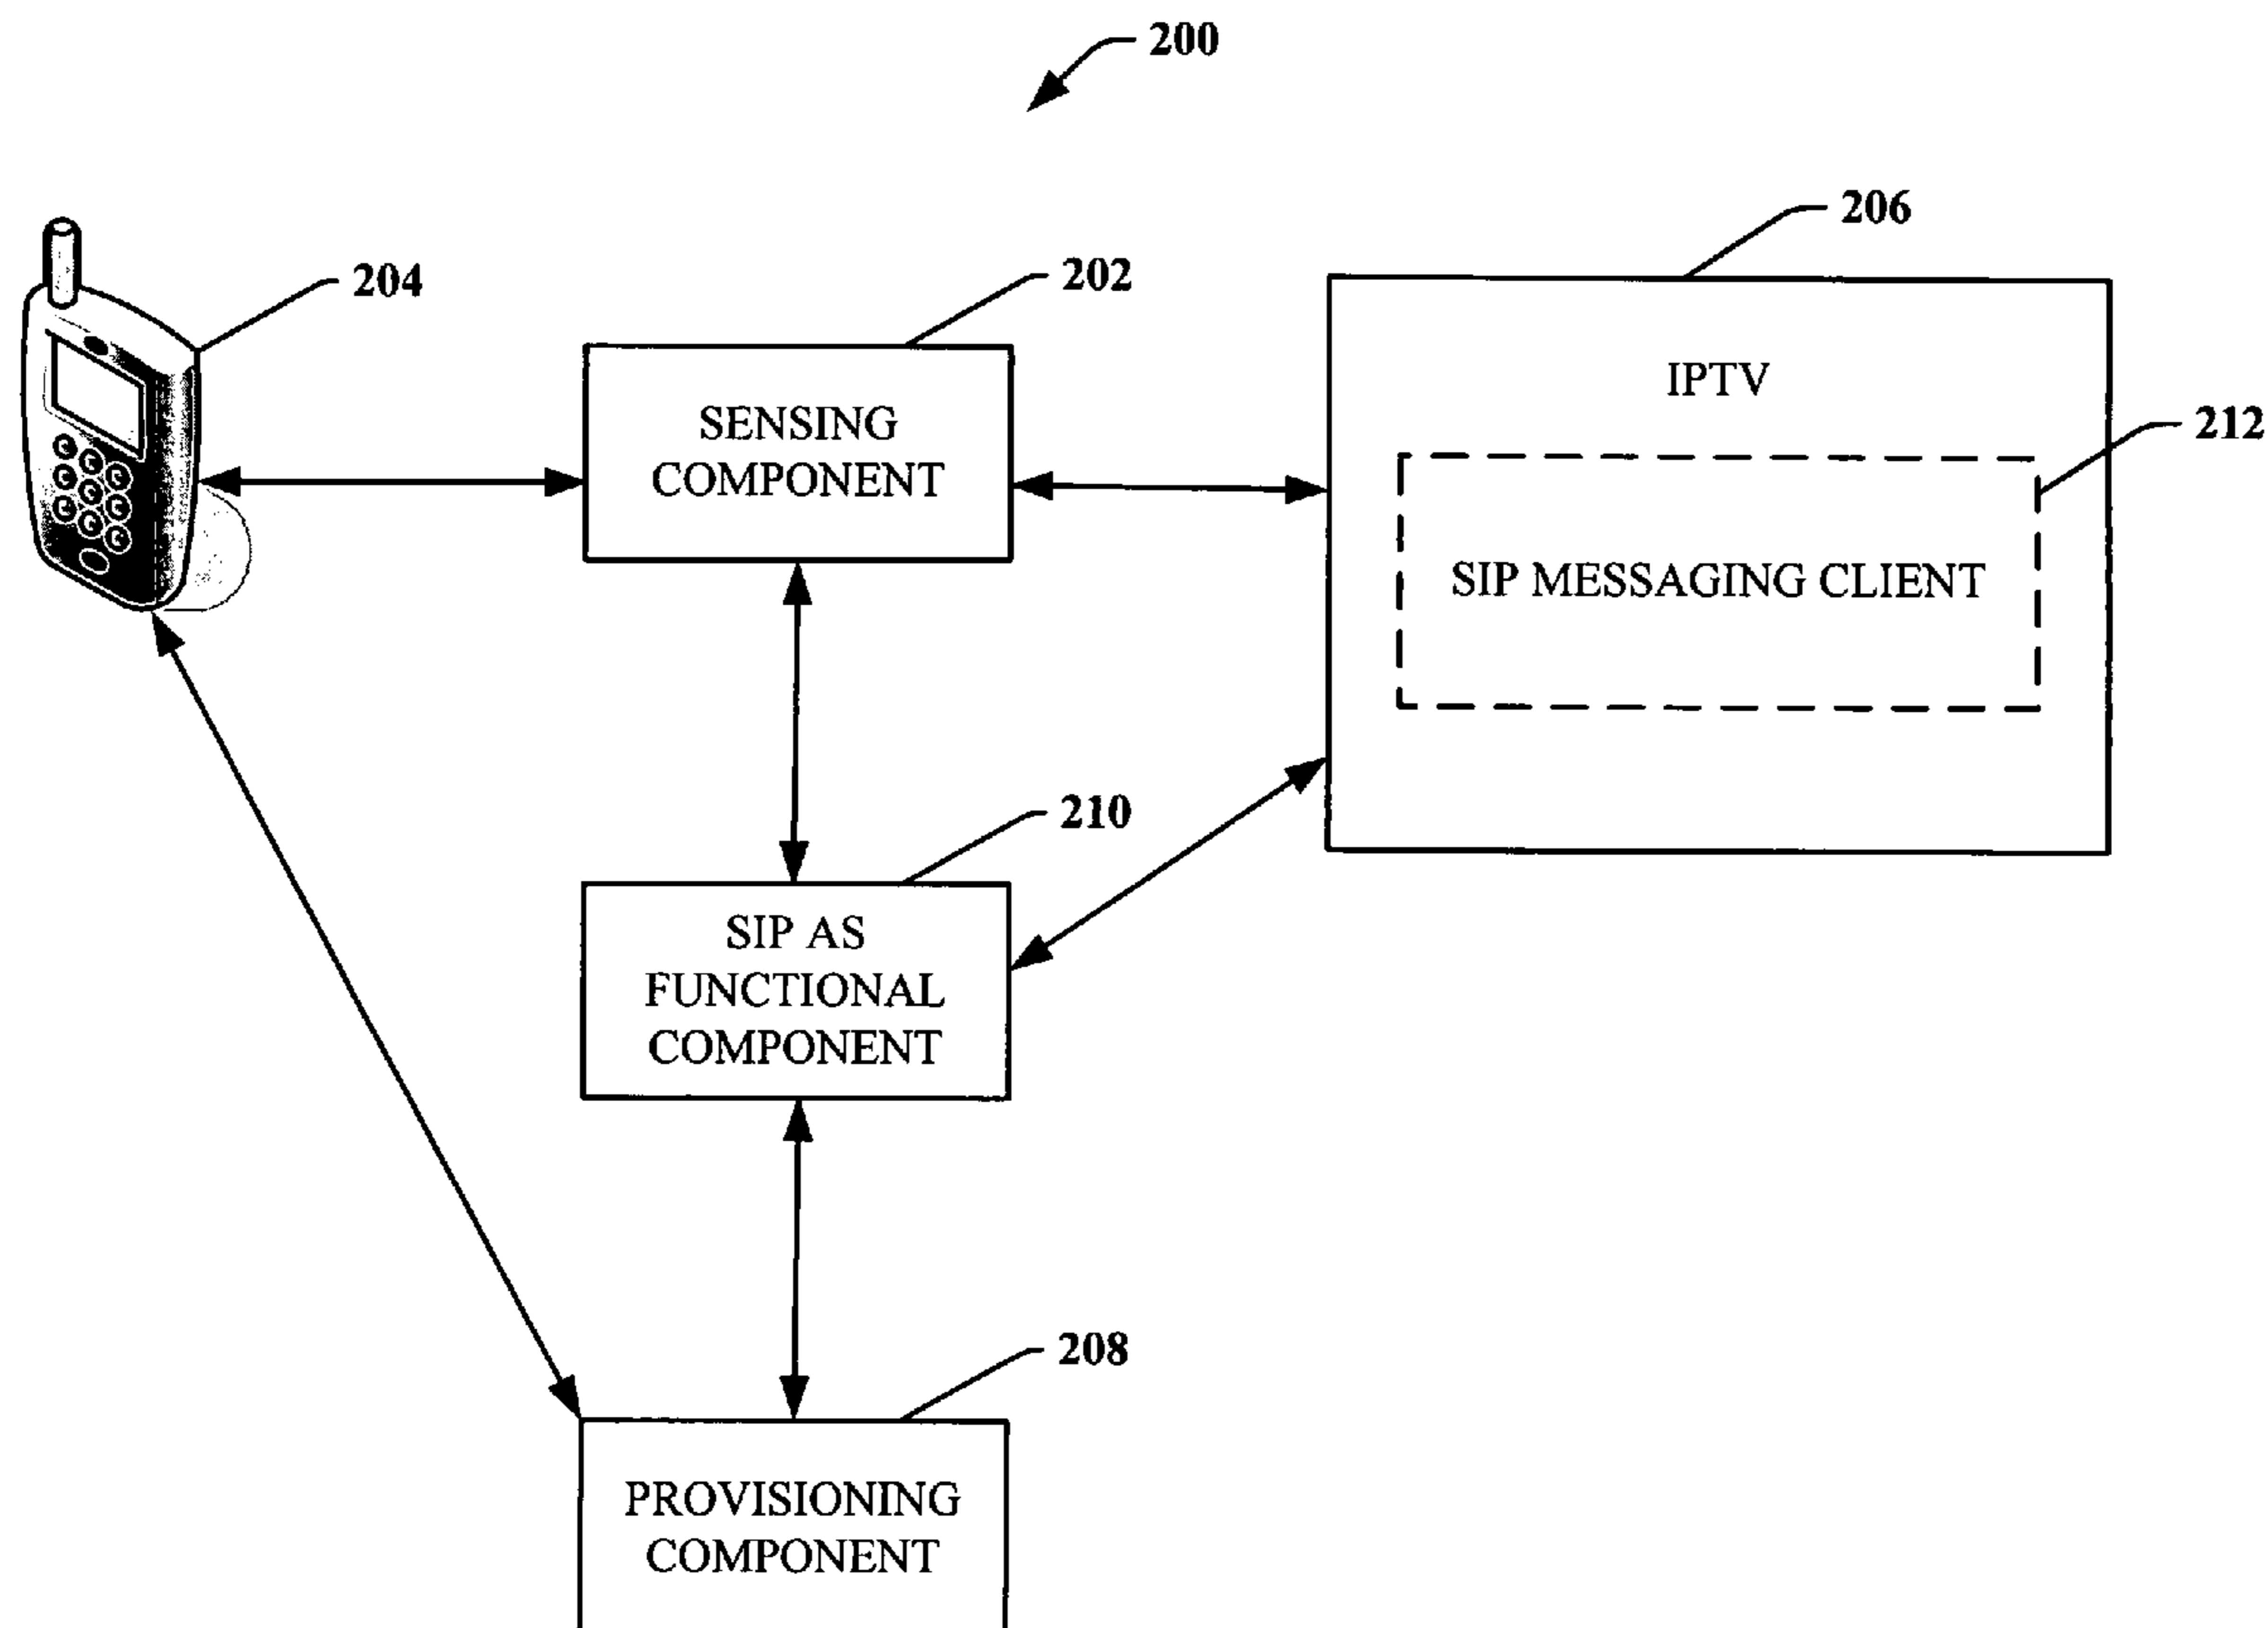 200
206
204
202
IPTV
212
SENSING
COMPONENT
SIP MESSAGING CLIENT
210
SIP AS
FUNCTIONAL
COMPONENT
208
PROVISIONING
COMPONENT